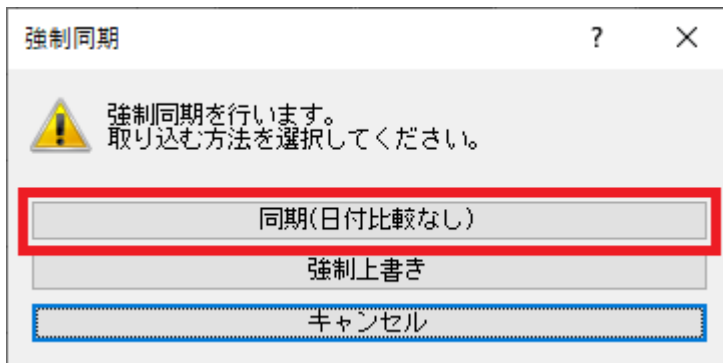 強制同期
?
強制同期を行います。
取り込む方法を選択してください。
同期(日付比較なし)
強制上書き
キャンセル